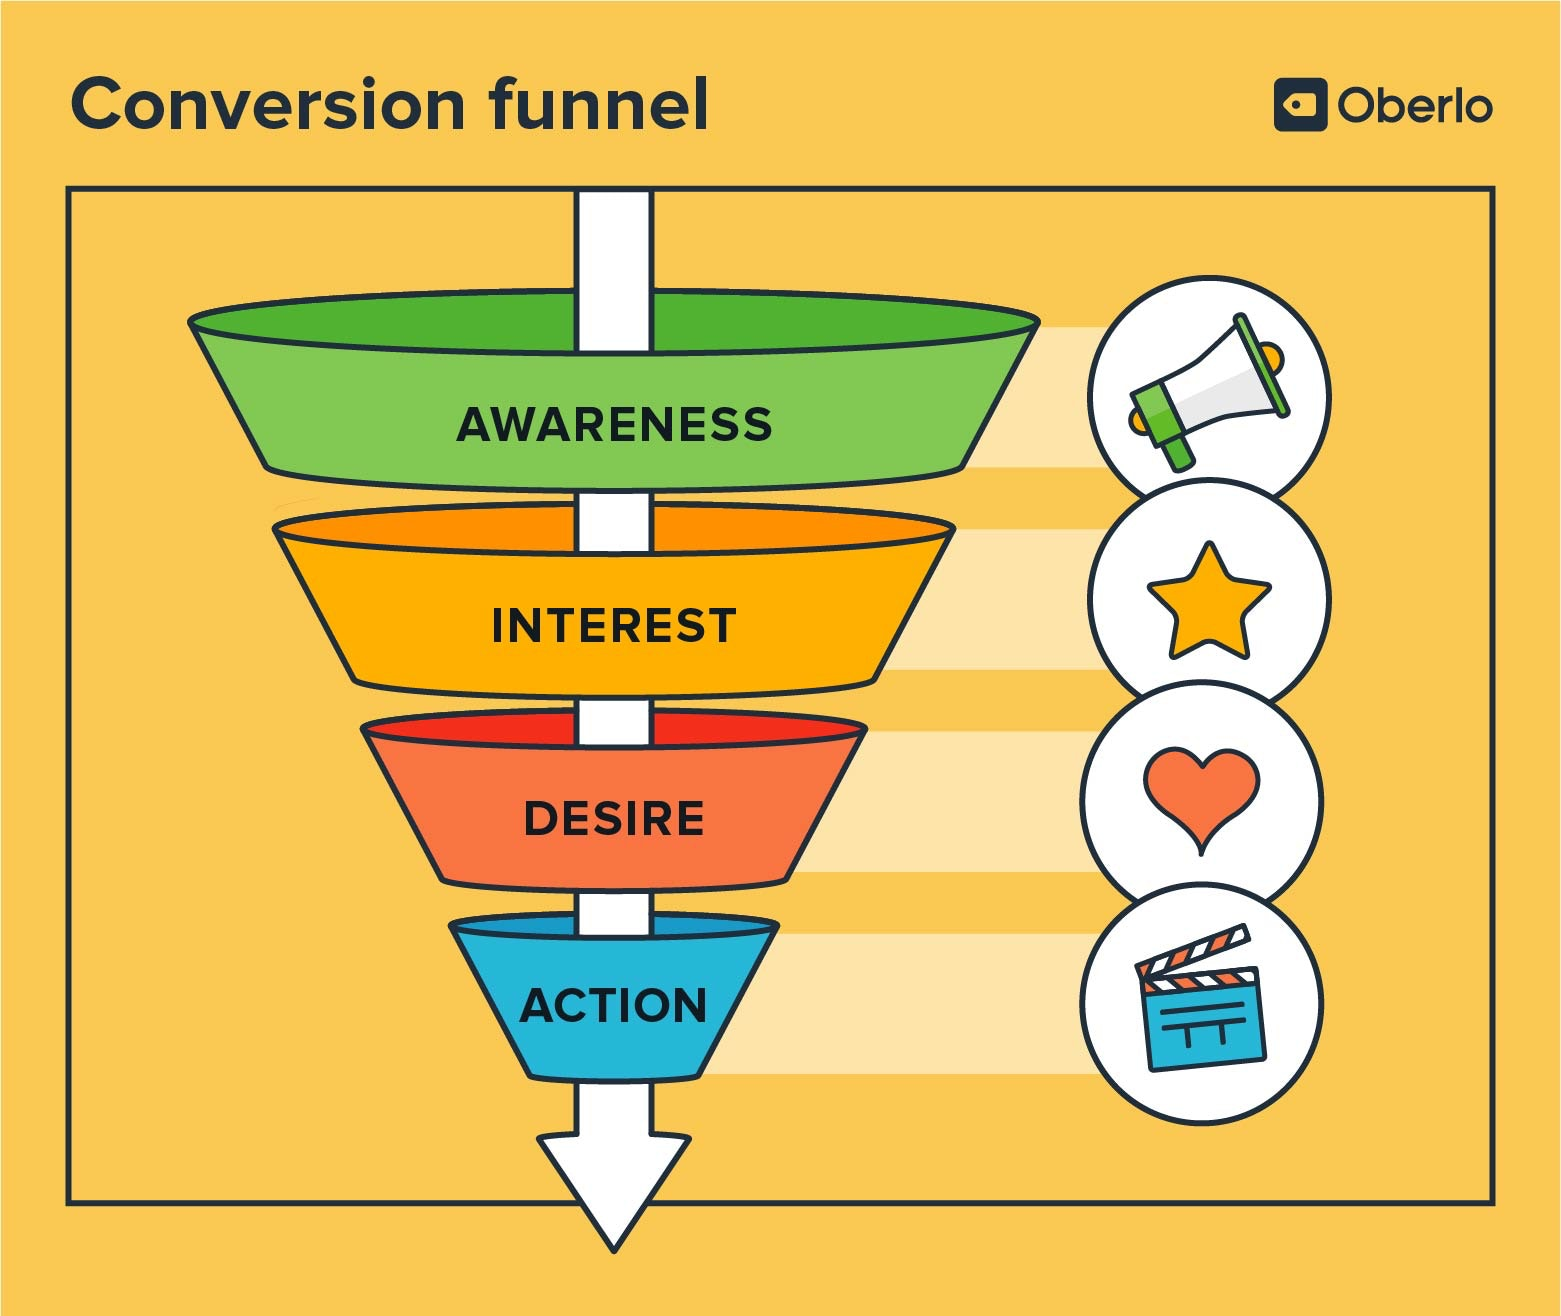 Conversion funnel
Oberlo
AWARENESS
INTEREST
DESIRE
ACTION